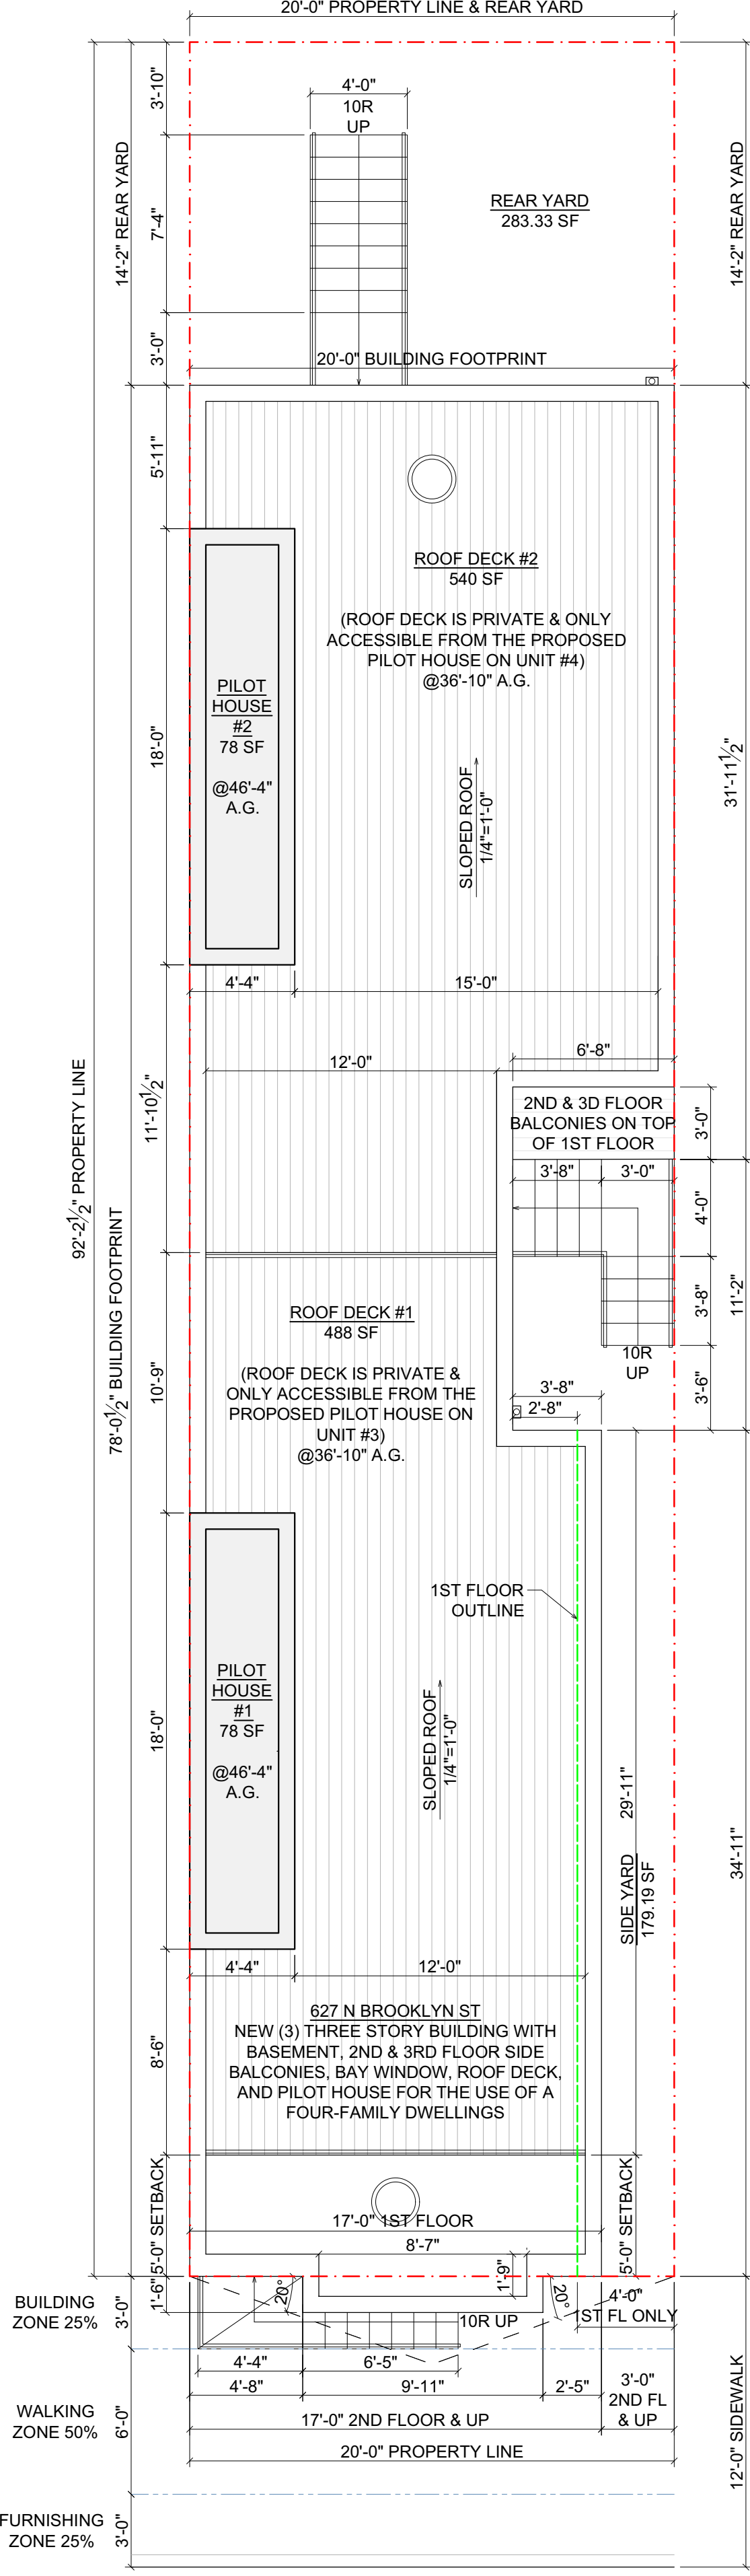 20'-0" PROPERTY LINE & REAR YARD
3'-10"
4'-0"
10R
UP
14'-2" REAR YARD
7'-4"
REAR YARD
283.33 SF
14'-2" REAR YARD
3'-0"
20'-0" BUILDING FOOTPRINT
5'-11"
ROOF DECK #2
540 SF
(ROOF DECK IS PRIVATE & ONLY
ACCESSIBLE FROM THE PROPOSED
PILOT HOUSE ON UNIT #4)
@36'-10" A.G.
PILOT
HOUSE
#2
78 SF
@46'-4"
A.G.
18'-0"
SLOPED ROOF
1/4"=1'-0"
31'-11½"
4'-4"
15'-0"
6'-8"
12'-0"
92'-2½" PROPERTY LINE
11'-10½"
2ND & 3D FLOOR
BALCONIES ON TOP
OF 1ST FLOOR
3'-0"
3'-8"
3'-0"
4'-0"
78'-0½" BUILDING FOOTPRINT
ROOF DECK #1
488 SF
(ROOF DECK IS PRIVATE &
ONLY ACCESSIBLE FROM THE
PROPOSED PILOT HOUSE ON
UNIT #3)
@36'-10" A.G.
10'-9"
3'-8"
11'-2"
10R
UP
3'-6"
3'-8"
2'-8"
1ST FLOOR
OUTLINE
PILOT
HOUSE
#1
78 SF
@46'-4"
A.G.
18'-0"
SLOPED ROOF
1/4"=1'-0"
29'-11"
SIDE YARD
179.19 SF
34'-11"
4'-4"
12'-0"
8'-6"
627 N BROOKLYN ST
NEW (3) THREE STORY BUILDING WITH
BASEMENT, 2ND & 3RD FLOOR SIDE
BALCONIES, BAY WINDOW, ROOF DECK,
AND PILOT HOUSE FOR THE USE OF A
FOUR-FAMILY DWELLINGS
5'-0" SETBACK
5'-0" SETBACK
17'-0" 1ST FLOOR
8'-7"
1'-9"
1'-6"
20°
20°
4'-0"
1ST FL ONLY
BUILDING
ZONE 25%
3'-0"
10R UP
4'-4"
6'-5"
4'-8"
9'-11"
2'-5"
3'-0"
2ND FL
& UP
WALKING
ZONE 50%
6'-0"
17'-0" 2ND FLOOR & UP
20'-0" PROPERTY LINE
12'-0" SIDEWALK
FURNISHING
ZONE 25%
3'-0"